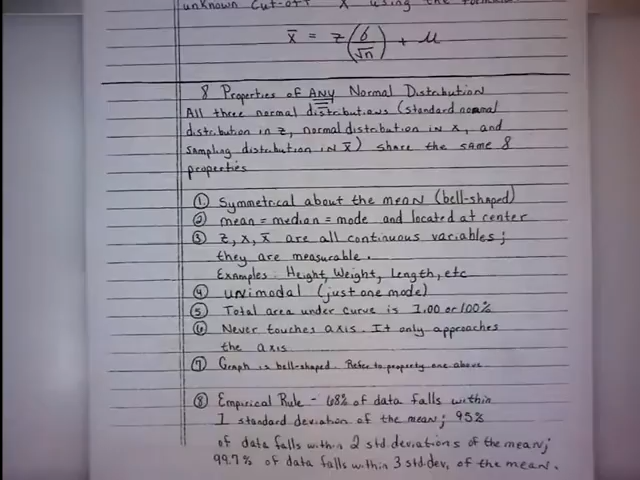 unknown cut-off x̄ using the formula
x̄ = z(σ/√n) + μ
8 Properties of ANY Normal Distribution
All three normal distributions (standard normal
distribution in z, normal distribution in x, and
sampling distribution in x̄) share the same 8
properties
① Symmetrical about the mean (bell-shaped)
② mean = median = mode and located at center
③ z, x, x̄ are all continuous variables;
they are measurable.
Examples: Height, Weight, Length, etc
④ unimodal (just one mode)
⑤ Total area under curve is 1.00 or 100%
⑥ Never touches axis. It only approaches
the axis
⑦ Graph is bell-shaped. Refer to property one above.
⑧ Empirical Rule - 68% of data falls within
1 standard deviation of the mean; 95%
of data falls within 2 std. deviations of the mean;
99.7% of data falls within 3 std. dev. of the mean.